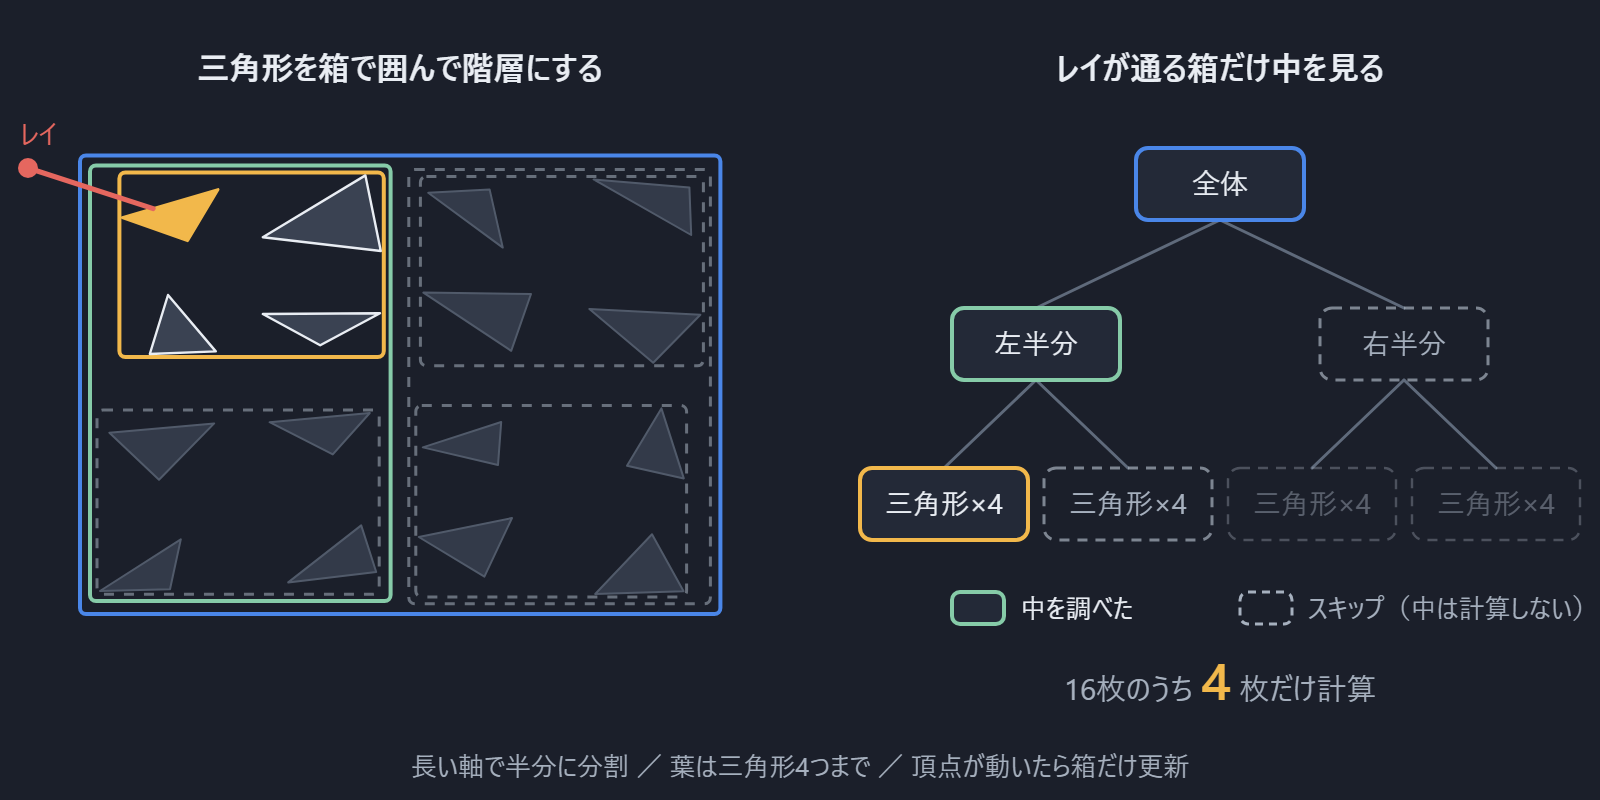 三角形を箱で囲んで階層にする
レイ
レイが通る箱だけ中を見る
全体
左半分
右半分
三角形×4
三角形×4
三角形×4
三角形×4
中を調べた
スキップ（中は計算しない）
16枚のうち 4 枚だけ計算
長い軸で半分に分割 ／ 葉は三角形4つまで ／ 頂点が動いたら箱だけ更新